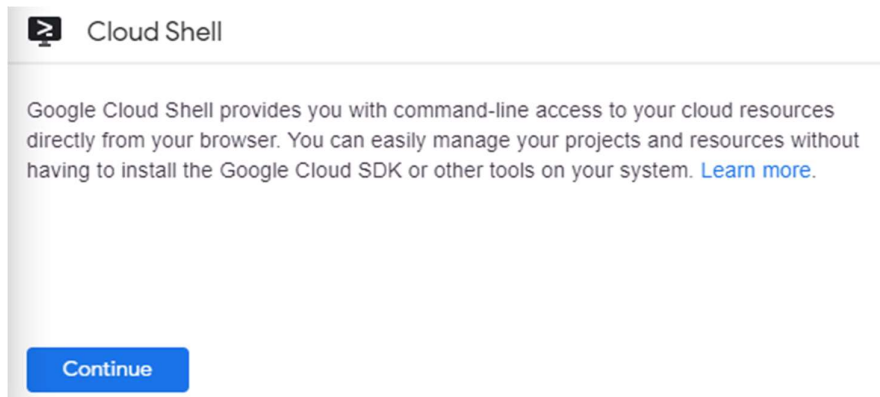 Cloud Shell
Google Cloud Shell provides you with command-line access to your cloud resources
directly from your browser. You can easily manage your projects and resources without
having to install the Google Cloud SDK or other tools on your system. Learn more.
Continue